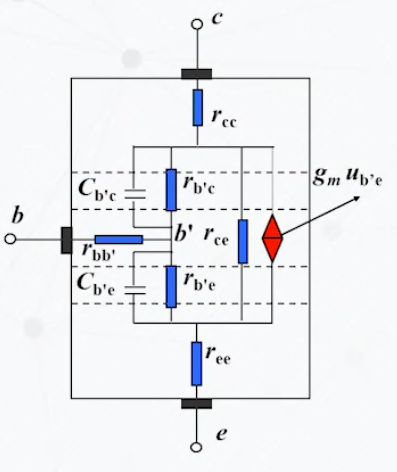 c
r_cc
C_b'c r_b'c g_m u_b'e
b r_bb' b' r_ce
C_b'e r_b'e
r_ee
e